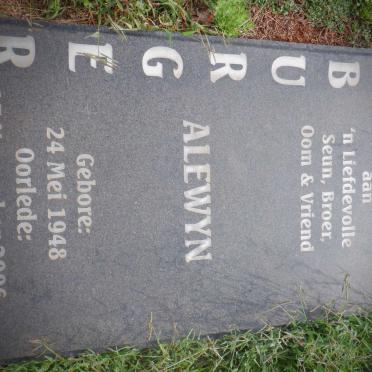 BURGER
aan
'n Liefdevolle
Seun, Broer,
Oom & Vriend
ALEWYN
Gebore:
24 Mei 1948
Oorlede: